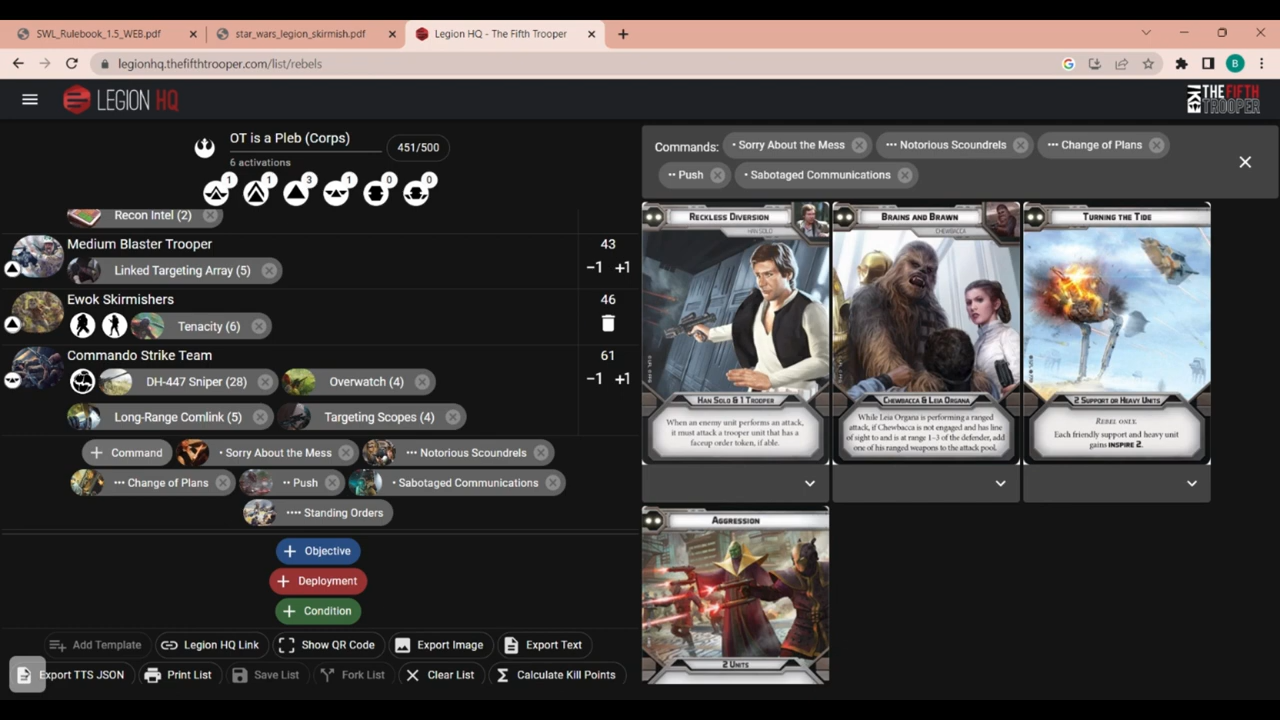 SWL_Rulebook_1.5_WEB.pdf
star_wars_legion_skirmish.pdf
Legion HQ - The Fifth Trooper
legionhq.thefifthtrooper.com/list/rebels
B
LEGION HQ
THE FIFTH
TROOPER
OT is a Pleb (Corps)
451/500
6 activations
1 1 3 1 0 0
Recon Intel (2)
Medium Blaster Trooper
43
Linked Targeting Array (5)
−1 +1
Ewok Skirmishers
46
Tenacity (6)
Commando Strike Team
61
DH-447 Sniper (28)
Overwatch (4)
−1 +1
Long-Range Comlink (5)
Targeting Scopes (4)
+ Command
• Sorry About the Mess
••• Notorious Scoundrels
••• Change of Plans
•• Push
• Sabotaged Communications
•••• Standing Orders
+ Objective
+ Deployment
+ Condition
Add Template
Legion HQ Link
Show QR Code
Export Image
Export Text
Export TTS JSON
Print List
Save List
Fork List
Clear List
Calculate Kill Points
Commands:
• Sorry About the Mess
••• Notorious Scoundrels
••• Change of Plans
•• Push
• Sabotaged Communications
RECKLESS DIVERSION
HAN SOLO
HAN SOLO & 1 TROOPER
When an enemy unit performs an attack,
it must attack a trooper unit that has a
faceup order token, if able.
BRAINS AND BRAWN
CHEWBACCA
CHEWBACCA & LEIA ORGANA
While Leia Organa is performing a ranged
attack, if Chewbacca is not engaged and has line
of sight to and is at range 1–3 of the defender, add
one of his ranged weapons to the attack pool.
TURNING THE TIDE
2 SUPPORT OR HEAVY UNITS
REBEL ONLY.
Each friendly support and heavy unit
gains INSPIRE 2.
AGGRESSION
2 UNITS